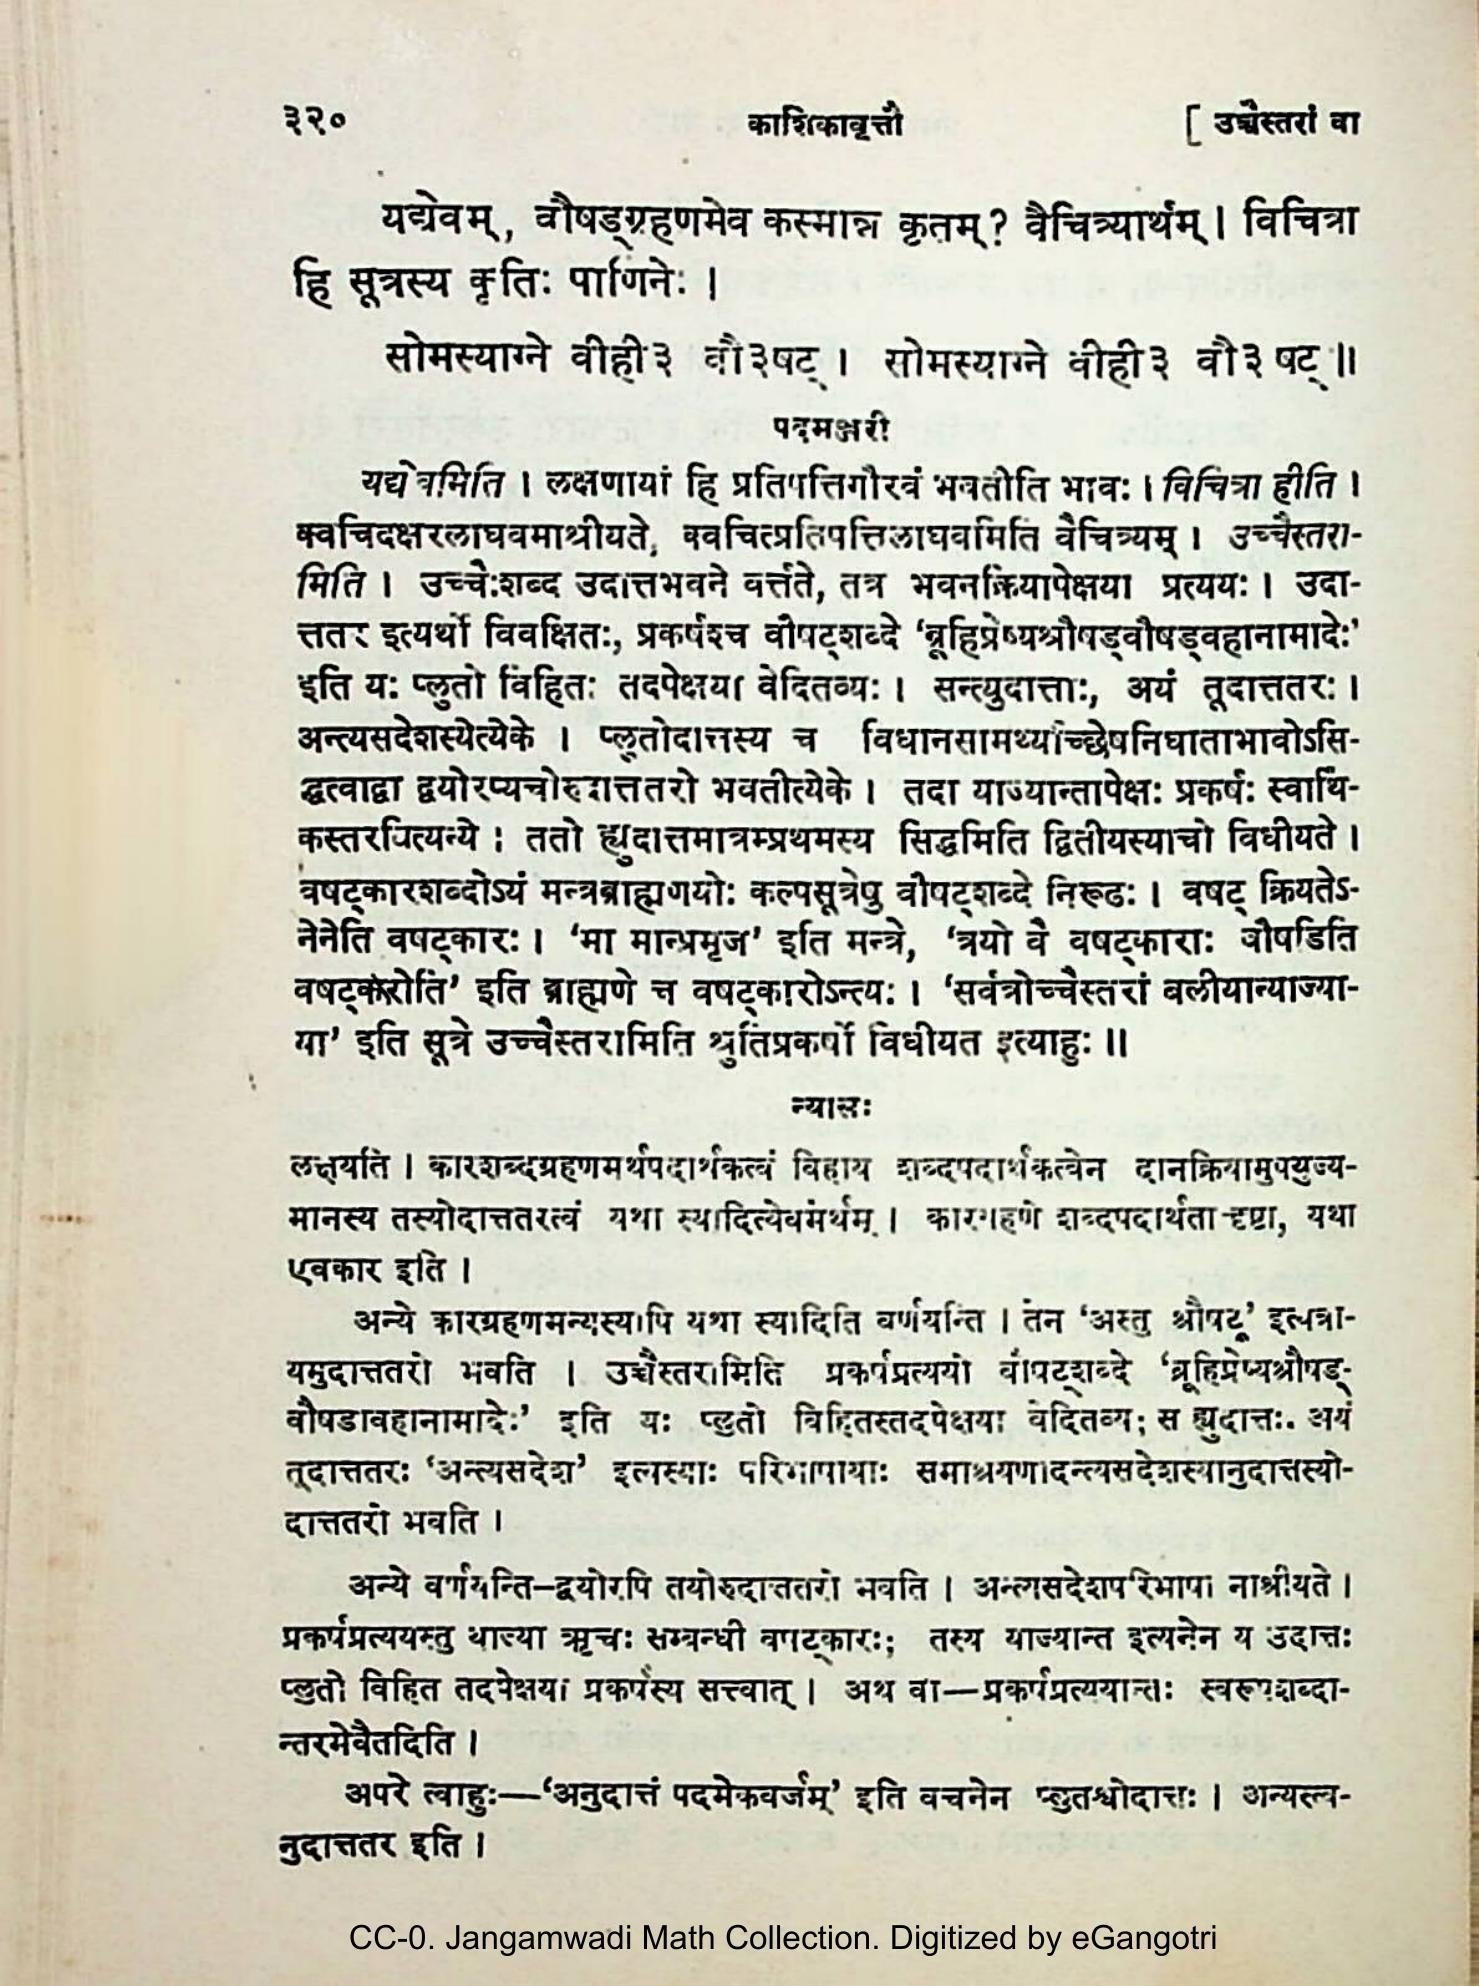 ३२० काशिकावृत्तौ [ उच्चैस्तरां वा
यद्येवम्, वौषड्ग्रहणमेव कस्मान्न कृतम्? वैचित्र्यार्थम् । विचित्रा
हि सूत्रस्य कृतिः पाणिनेः ।
सोमस्याग्ने वीही३ वौ३षट् । सोमस्याग्ने वीही३ वौ३षट् ॥
पदमञ्जरी
यद्येवमिति । लक्षणायां हि प्रतिपत्तिगौरवं भवतीति भावः । विचित्रा हीति ।
क्वचिदक्षरलाघवमाश्रीयते, क्वचित्प्रतिपत्तिलाघवमिति वैचित्र्यम् । उच्चैस्तरा-
मिति । उच्चैःशब्द उदात्तभवने वर्त्तते, तत्र भवनक्रियापेक्षया प्रत्ययः । उदा-
त्ततर इत्यर्थो विवक्षितः, प्रकर्षश्च वौषट्शब्दे ‘ब्रूहिप्रेष्यश्रौषड्वौषड्वहानामादेः’
इति यः प्लुतो विहितः तदपेक्षया वेदितव्यः । सन्त्युदात्ताः, अयं तूदात्ततरः ।
अन्त्यसदेशस्येत्येके । प्लुतोदात्तस्य च विधानसामर्थ्याच्छेषनिघाताभावोऽसि-
द्धत्वाद्वा द्वयोरप्यचोरुदात्ततरो भवतीत्येके । तदा याज्यान्तापेक्षः प्रकर्षः स्वार्थि-
कस्तरबित्यन्ये । ततो ह्युदात्तमात्रम्प्रथमस्य सिद्धमिति द्वितीयस्याचो विधीयते ।
वषट्कारशब्दोऽयं मन्त्रब्राह्मणयोः कल्पसूत्रेषु वौषट्शब्दे निरूढः । वषट् क्रियतेऽ-
नेनेति वषट्कारः । ‘मा मान्प्रमृज’ इति मन्त्रे, ‘त्रयो वै वषट्काराः वौषडिति
वषट्करोति’ इति ब्राह्मणे च वषट्कारोऽन्त्यः । ‘सर्वत्रोच्चैस्तरां बलीयान्याज्या-
या’ इति सूत्रे उच्चैस्तरामिति श्रुतिप्रकर्षो विधीयत इत्याहुः ॥
न्यासः
लक्षयति । कारशब्दग्रहणमर्थपदार्थकत्वं विहाय शब्दपदार्थकत्वेन दानक्रियामुपयुज्य-
मानस्य तस्योदात्ततरत्वं यथा स्यादित्येवमर्थम् । कारग्रहणे शब्दपदार्थता दृष्टा, यथा
एवकार इति ।
अन्ये कारग्रहणमन्यस्यापि यथा स्यादिति वर्णयन्ति । तेन ‘अस्तु श्रौषट्’ इत्यत्रा-
यमुदात्ततरो भवति । उच्चैस्तरामिति प्रकर्षप्रत्ययो वौषट्शब्दे ‘ब्रूहिप्रेष्यश्रौषड्-
वौषडावहानामादेः’ इति यः प्लुतो विहितस्तदपेक्षया वेदितव्य; स ह्युदात्तः. अयं
तूदात्ततरः ‘अन्त्यसदेश’ इत्यस्याः परिभाषायाः समाश्रयणादन्त्यसदेशस्यानुदात्तस्यो-
दात्ततरो भवति ।
अन्ये वर्णयन्ति–द्वयोरपि तयोरुदात्ततरो भवति । अन्त्यसदेशपरिभाषा नाश्रीयते ।
प्रकर्षप्रत्ययस्तु याज्या ऋचः सम्बन्धी वषट्कारः; तस्य याज्यान्त इत्यनेन य उदात्तः
प्लुतो विहित तदपेक्षया प्रकर्षस्य सत्त्वात् । अथ वा—प्रकर्षप्रत्ययान्तः स्वरूपशब्दा-
न्तरमेवैतदिति ।
अपरे त्वाहुः—‘अनुदात्तं पदमेकवर्जम्’ इति वचनेन प्लुतश्चोदात्तः । अन्यस्त्व-
नुदात्ततर इति ।
CC-0. Jangamwadi Math Collection. Digitized by eGangotri